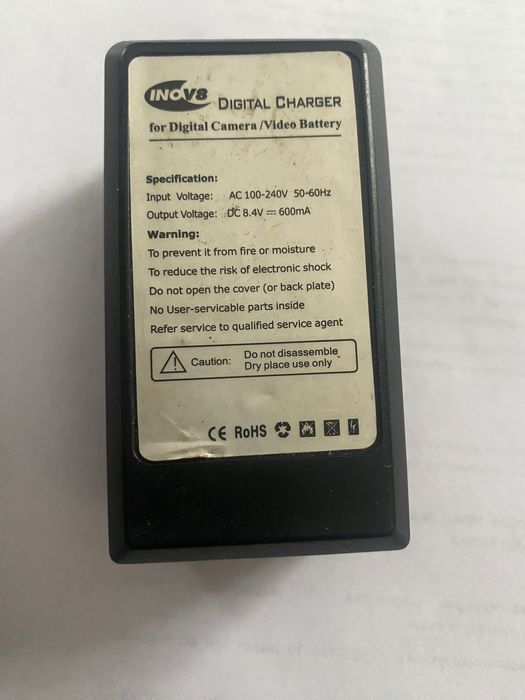 INOV8
DIGITAL CHARGER
for Digital Camera /Video Battery
Specification:
Input Voltage: AC 100-240V 50-60Hz
Output Voltage: DC 8.4V ⎓ 600mA
Warning:
To prevent it from fire or moisture
To reduce the risk of electronic shock
Do not open the cover (or back plate)
No User-servicable parts inside
Refer service to qualified service agent
Caution: Do not disassemble.
Dry place use only
CE RoHS